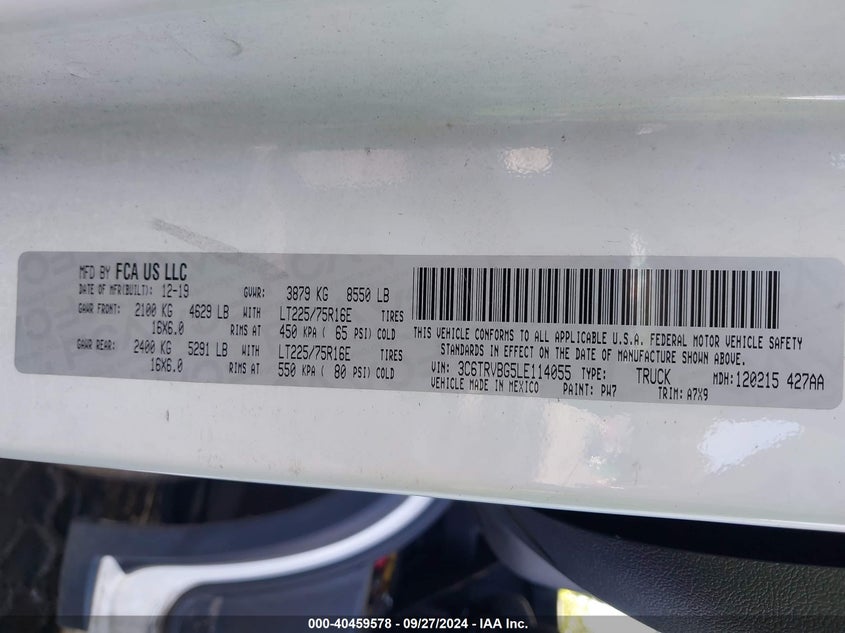 MFD BY FCA US LLC
DATE OF MFR(BUILT): 12-19 GVWR: 3879 KG 8550 LB
GAWR FRONT: 2100 KG 4629 LB WITH LT225/75R16E TIRES
16X6.0 RIMS AT 450 KPA ( 65 PSI) COLD
GAWR REAR: 2400 KG 5291 LB WITH LT225/75R16E TIRES
16X6.0 RIMS AT 550 KPA ( 80 PSI) COLD
THIS VEHICLE CONFORMS TO ALL APPLICABLE U.S.A. FEDERAL MOTOR VEHICLE SAFETY
STANDARDS IN EFFECT ON THE DATE OF MANUFACTURE SHOWN ABOVE.
VIN: 3C6TRVBG5LE114055 TYPE: TRUCK MDH: 120215 427AA
VEHICLE MADE IN MEXICO PAINT: PW7 TRIM: A7X9
000-40459578 - 09/27/2024 - IAA Inc.